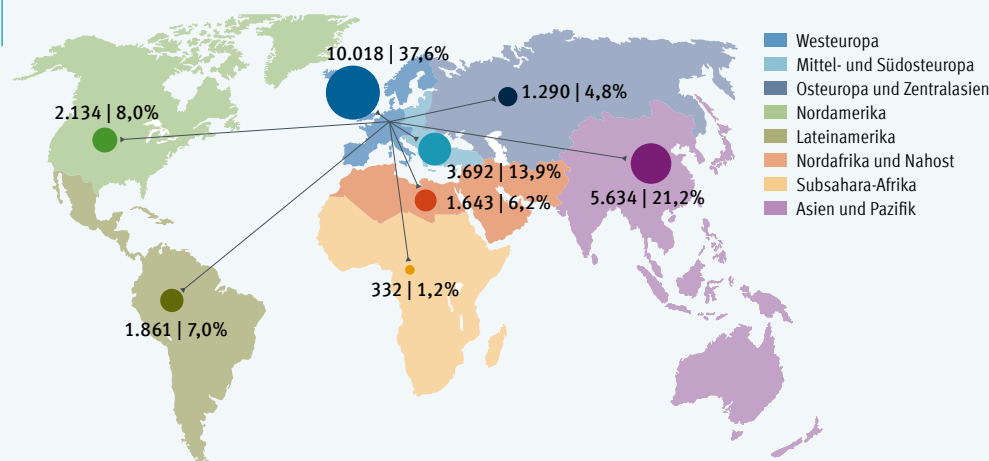 10.018 | 37,6%
1.290 | 4,8%
2.134 | 8,0%
3.692 | 13,9%
5.634 | 21,2%
1.643 | 6,2%
332 | 1,2%
1.861 | 7,0%
Westeuropa
Mittel- und Südosteuropa
Osteuropa und Zentralasien
Nordamerika
Lateinamerika
Nordafrika und Nahost
Subsahara-Afrika
Asien und Pazifik